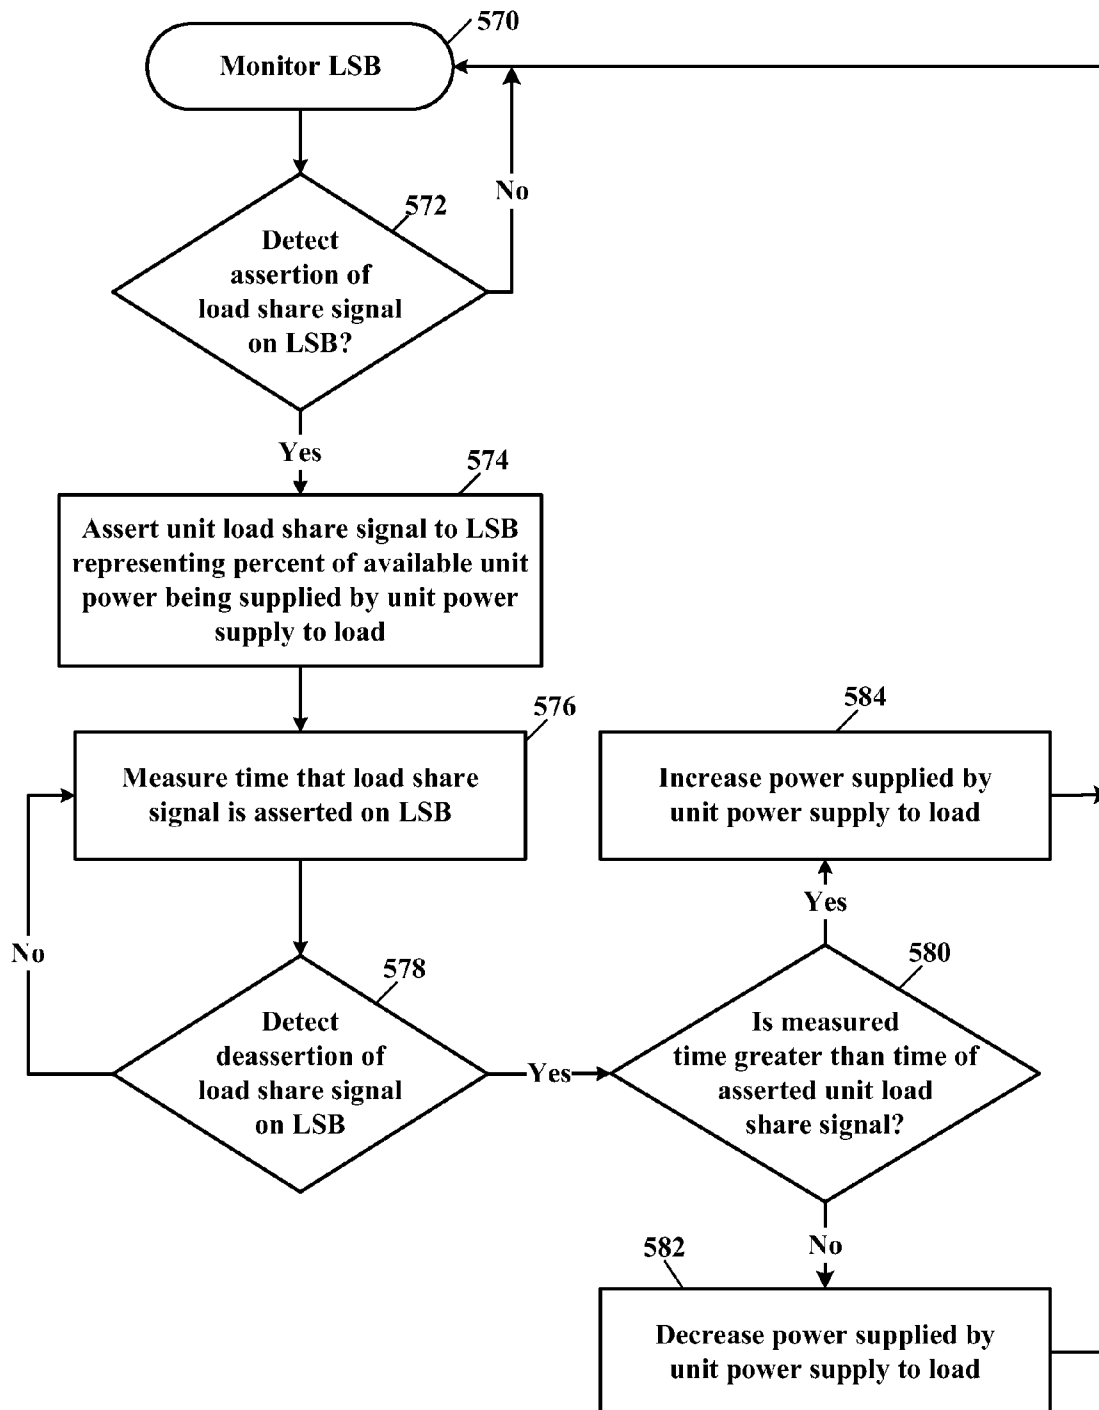 570
Monitor LSB
No
572
Detect
assertion of
load share signal
on LSB?
Yes
574
Assert unit load share signal to LSB
representing percent of available unit
power being supplied by unit power
supply to load
576
Measure time that load share
signal is asserted on LSB
584
Increase power supplied by
unit power supply to load
Yes
No
578
Detect
deassertion of
load share signal
on LSB
Yes
580
Is measured
time greater than time of
asserted unit load
share signal?
No
582
Decrease power supplied by
unit power supply to load